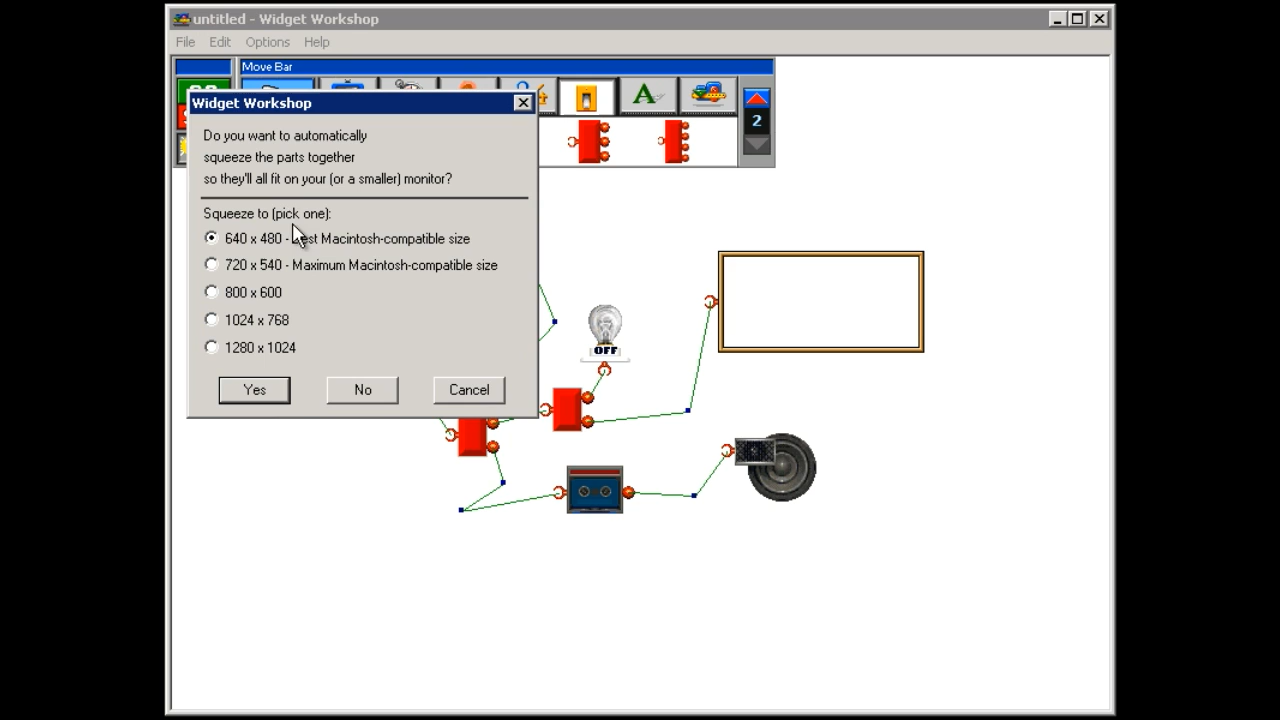 untitled - Widget Workshop
File Edit Options Help
Move Bar
A
2
Widget Workshop
Do you want to automatically
squeeze the parts together
so they'll all fit on your (or a smaller) monitor?
Squeeze to (pick one):
640 x 480 - Macintosh-compatible size
720 x 540 - Maximum Macintosh-compatible size
800 x 600
1024 x 768
1280 x 1024
Yes No Cancel
OFF